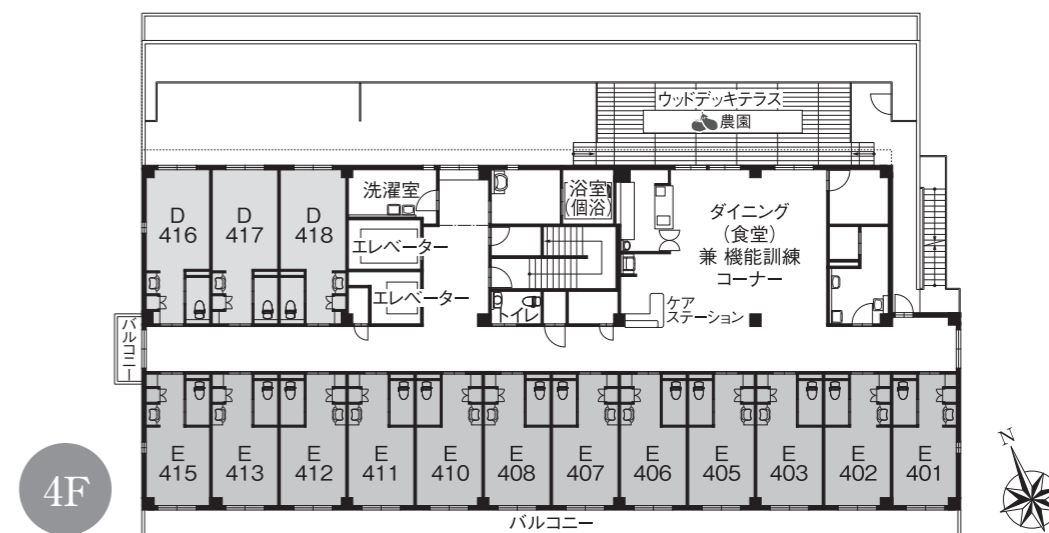 ウッドデッキテラス
農園
洗濯室
浴室
(個浴)
D
416
D
417
D
418
エレベーター
エレベーター
ダイニング
(食堂)
兼 機能訓練
コーナー
トイレ
ケア
ステーション
バルコニー
E
415
E
413
E
412
E
411
E
410
E
408
E
407
E
406
E
405
E
403
E
402
E
401
バルコニー
4F
N